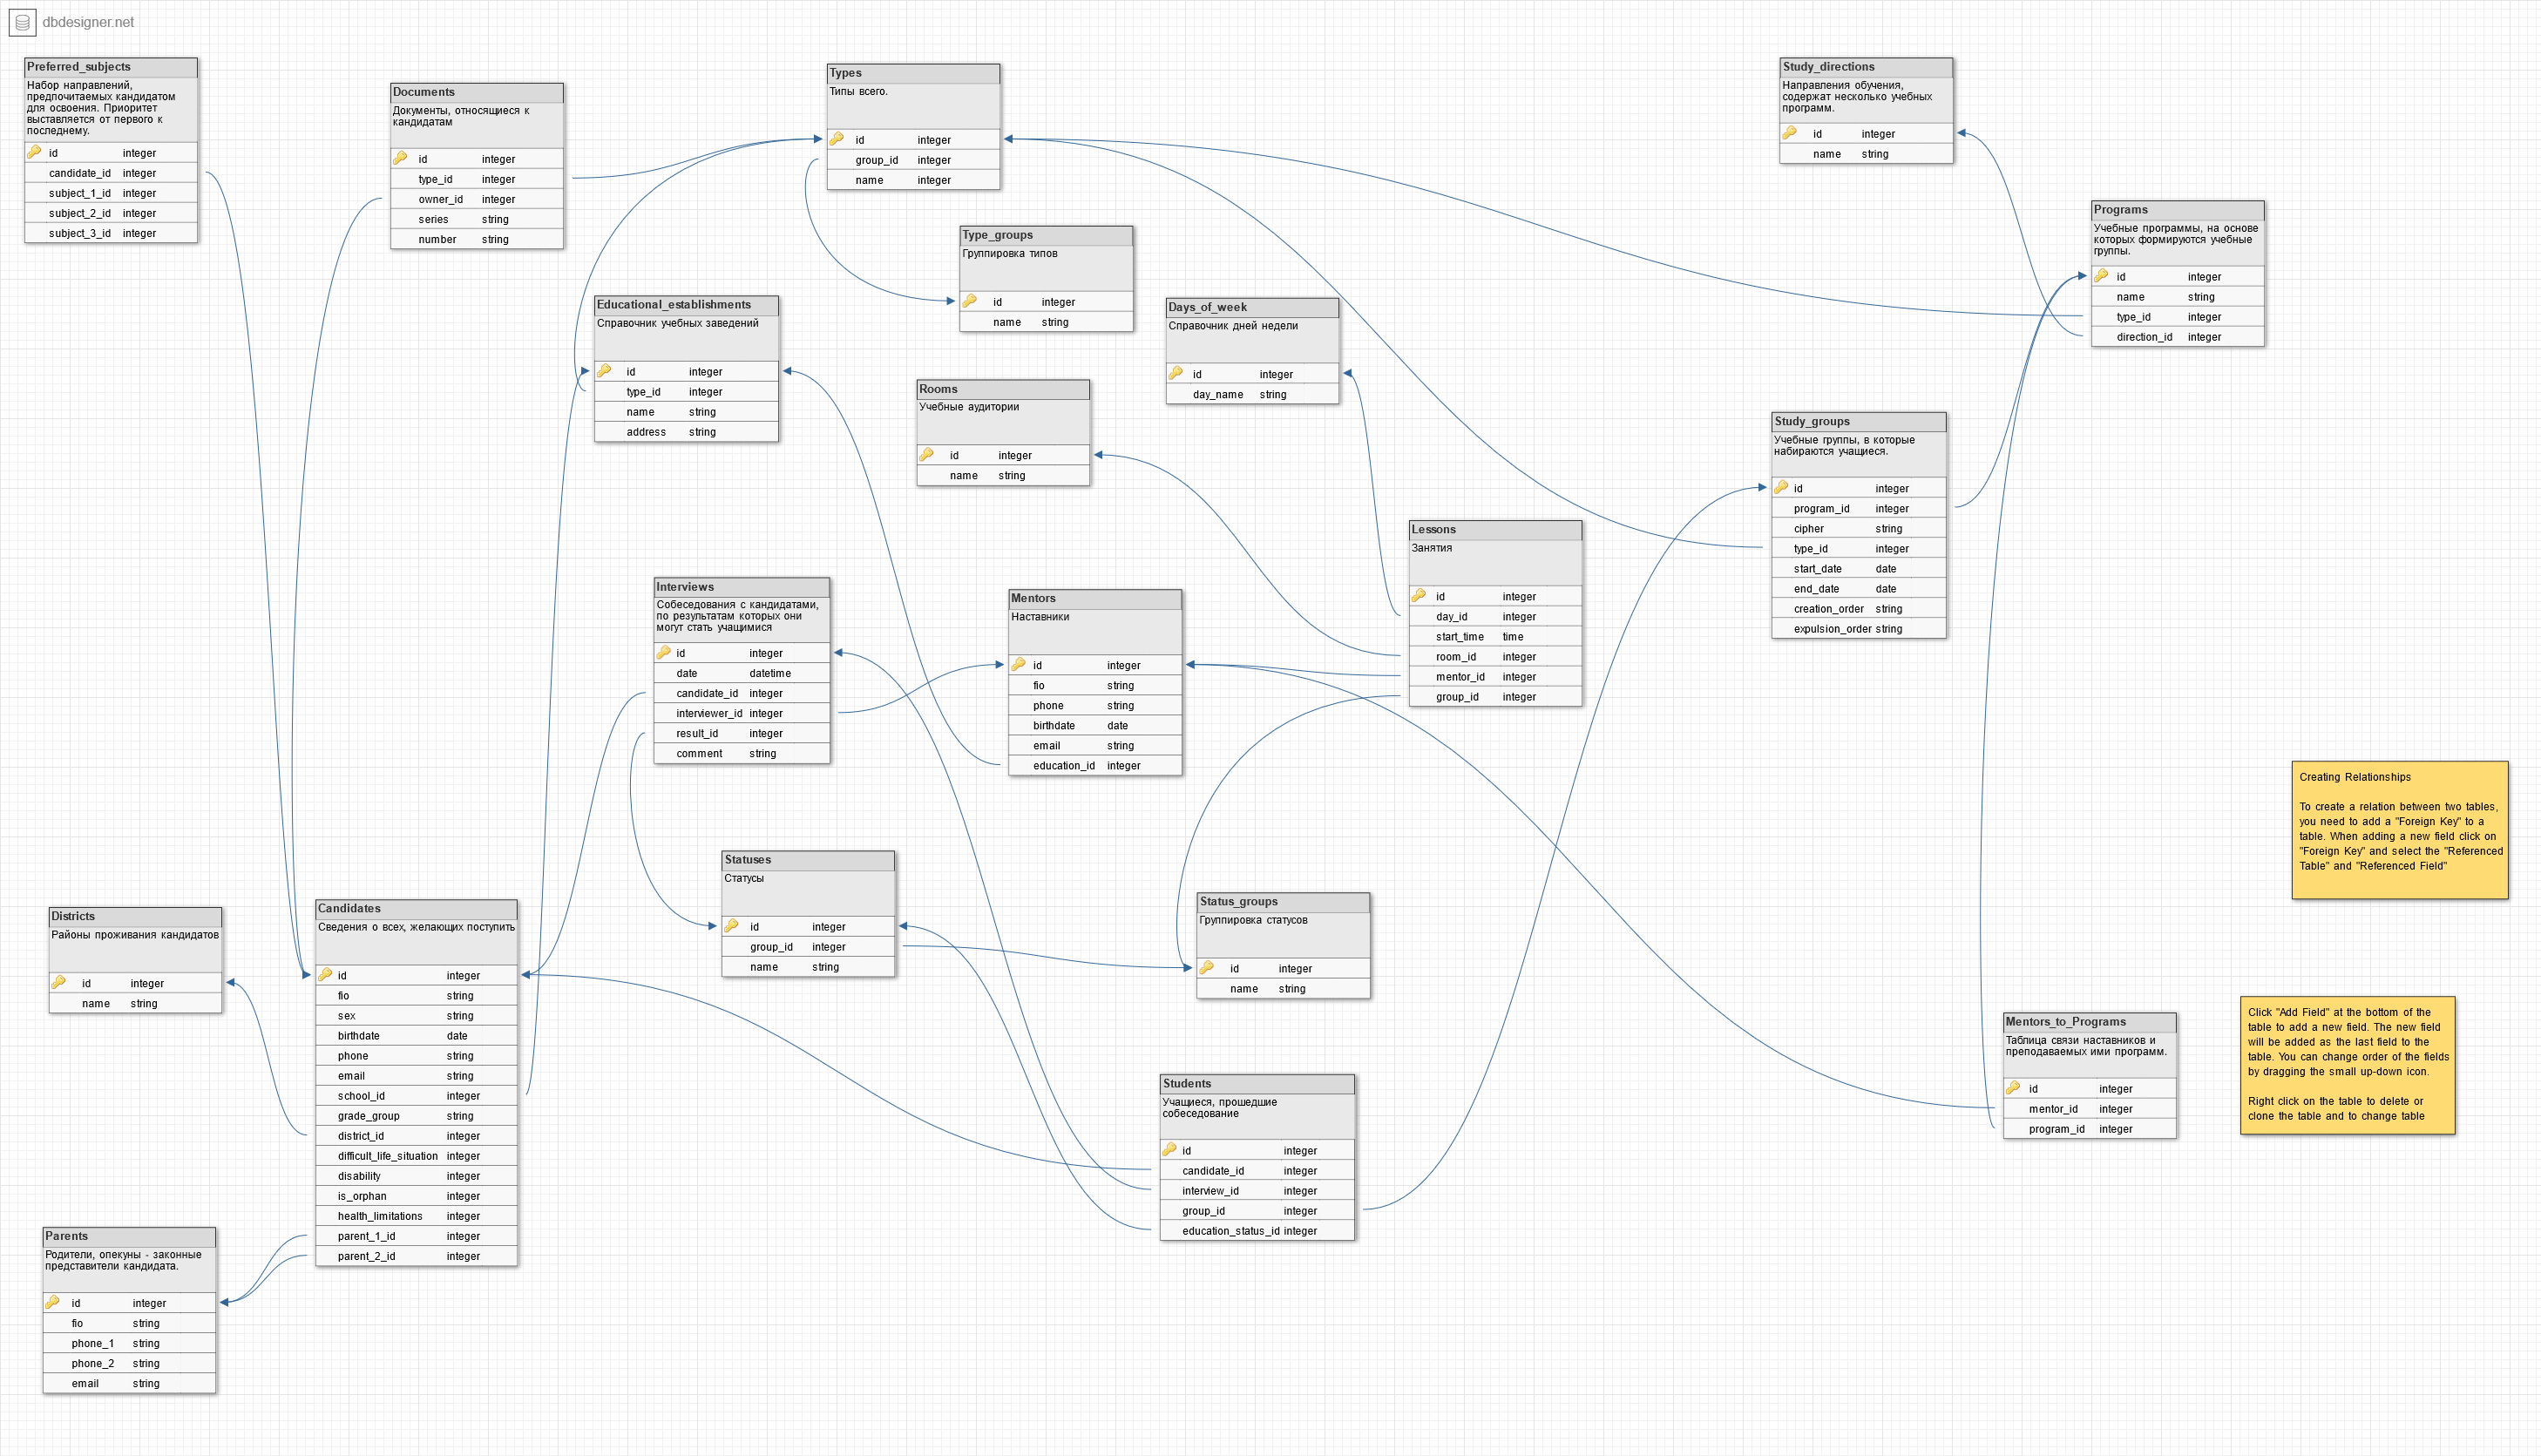 dbdesigner.net
Preferred_subjects
Набор направлений,
предпочитаемых кандидатом
для освоения. Приоритет
выставляется от первого к
последнему.
id integer
candidate_id integer
subject_1_id integer
subject_2_id integer
subject_3_id integer
Documents
Документы, относящиеся к
кандидатам
id integer
type_id integer
owner_id integer
series string
number string
Types
Типы всего.
id integer
group_id integer
name integer
Type_groups
Группировка типов
id integer
name string
Study_directions
Направления обучения,
содержат несколько учебных
программ.
id integer
name string
Programs
Учебные программы, на основе
которых формируются учебные
группы.
id integer
name string
type_id integer
direction_id integer
Educational_establishments
Справочник учебных заведений
id integer
type_id integer
name string
address string
Days_of_week
Справочник дней недели
id integer
day_name string
Rooms
Учебные аудитории
id integer
name string
Study_groups
Учебные группы, в которые
набираются учащиеся.
id integer
program_id integer
cipher string
type_id integer
start_date date
end_date date
creation_order string
expulsion_order string
Lessons
Занятия
id integer
day_id integer
start_time time
room_id integer
mentor_id integer
group_id integer
Interviews
Собеседования с кандидатами,
по результатам которых они
могут стать учащимися
id integer
date datetime
candidate_id integer
interviewer_id integer
result_id integer
comment string
Mentors
Наставники
id integer
fio string
phone string
birthdate date
email string
education_id integer
Creating Relationships
To create a relation between two tables,
you need to add a "Foreign Key" to a
table. When adding a new field click on
"Foreign Key" and select the "Referenced
Table" and "Referenced Field"
Statuses
Статусы
id integer
group_id integer
name string
Status_groups
Группировка статусов
id integer
name string
Districts
Районы проживания кандидатов
id integer
name string
Candidates
Сведения о всех, желающих поступить
id integer
fio string
sex string
birthdate date
phone string
email string
school_id integer
grade_group string
district_id integer
difficult_life_situation integer
disability integer
is_orphan integer
health_limitations integer
parent_1_id integer
parent_2_id integer
Mentors_to_Programs
Таблица связи наставников и
преподаваемых ими программ.
id integer
mentor_id integer
program_id integer
Click "Add Field" at the bottom of the
table to add a new field. The new field
will be added as the last field to the
table. You can change order of the fields
by dragging the small up-down icon.
Right click on the table to delete or
clone the table and to change table
Students
Учащиеся, прошедшие
собеседование
id integer
candidate_id integer
interview_id integer
group_id integer
education_status_id integer
Parents
Родители, опекуны - законные
представители кандидата.
id integer
fio string
phone_1 string
phone_2 string
email string